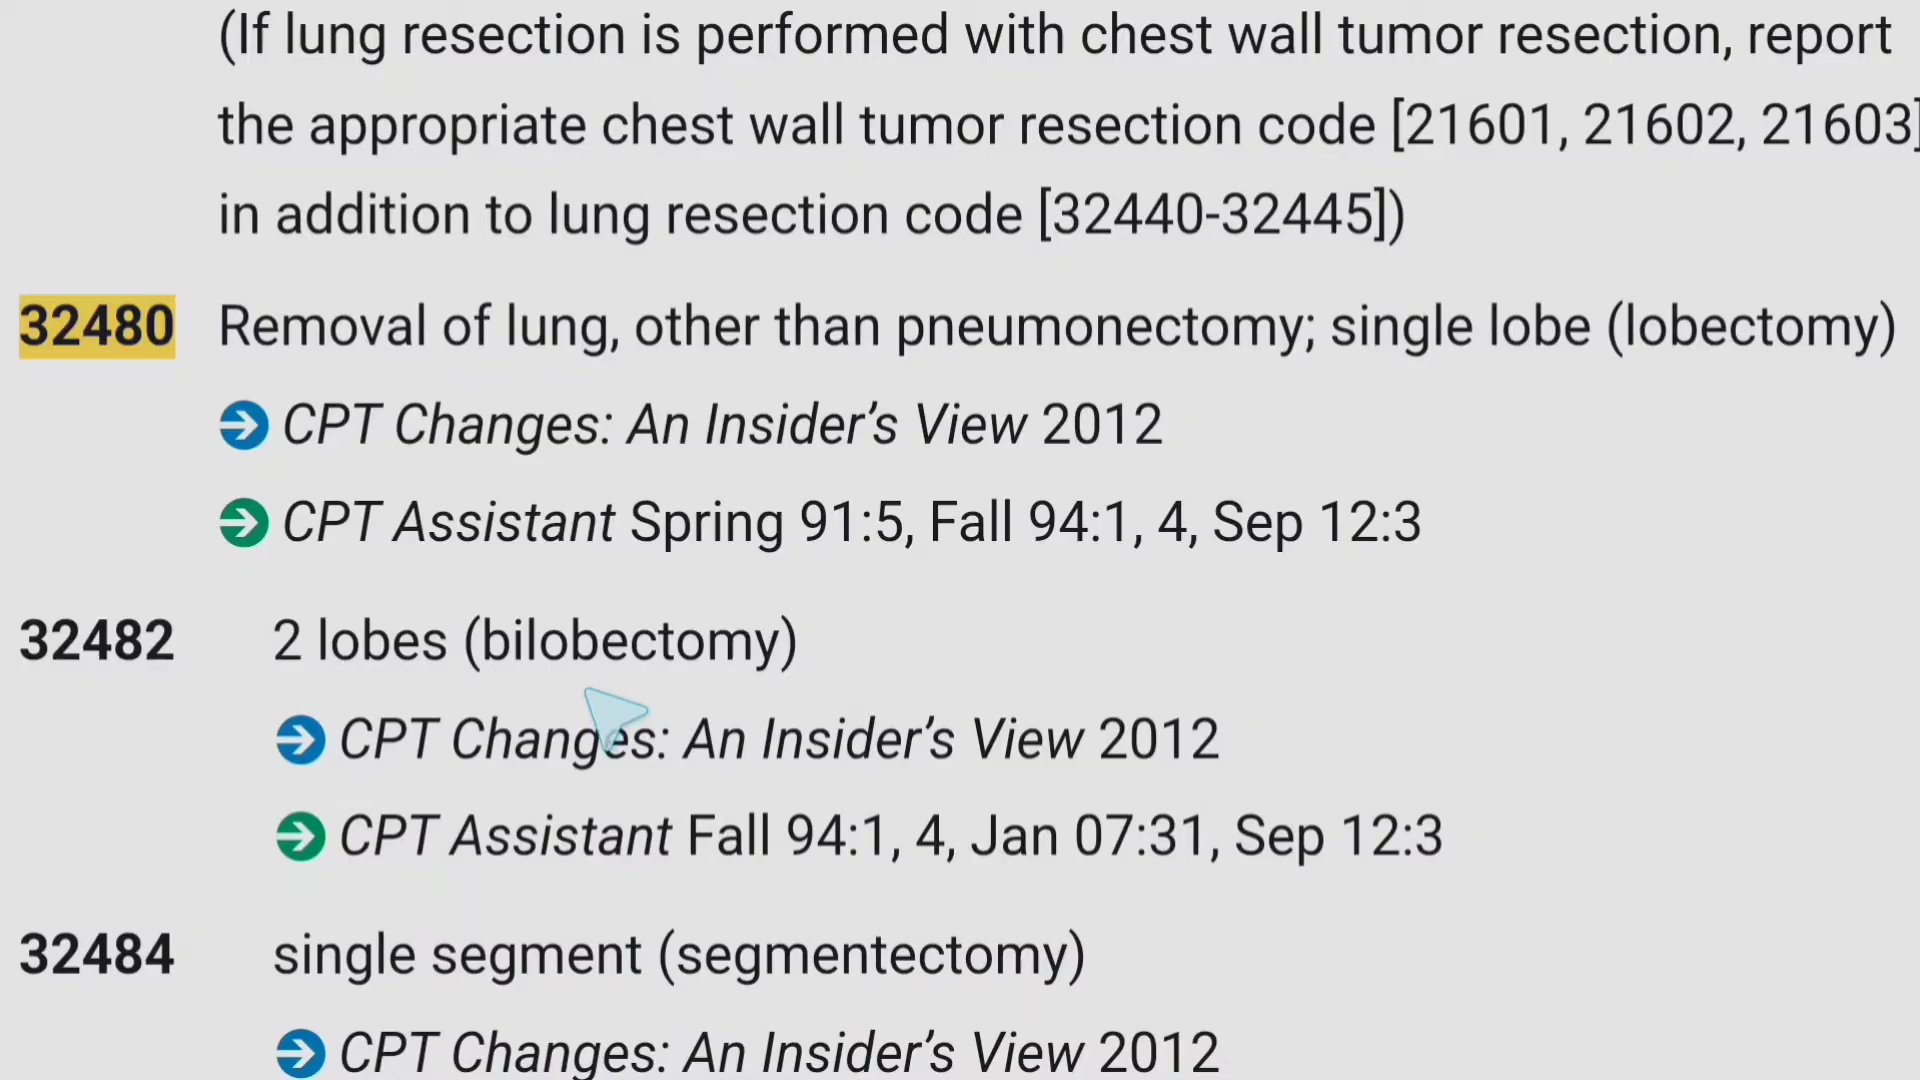 (If lung resection is performed with chest wall tumor resection, report
the appropriate chest wall tumor resection code [21601, 21602, 21603]
in addition to lung resection code [32440-32445])
32480 Removal of lung, other than pneumonectomy; single lobe (lobectomy)
CPT Changes: An Insider’s View 2012
CPT Assistant Spring 91:5, Fall 94:1, 4, Sep 12:3
32482 2 lobes (bilobectomy)
CPT Changes: An Insider’s View 2012
CPT Assistant Fall 94:1, 4, Jan 07:31, Sep 12:3
32484 single segment (segmentectomy)
CPT Changes: An Insider’s View 2012